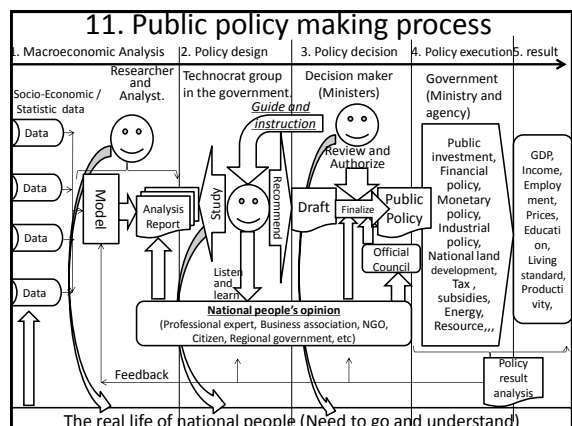 11. Public policy making process
1. Macroeconomic Analysis
2. Policy design
3. Policy decision
4. Policy execution
5. result
Socio-Economic /
Statistic data
Data
Data
Data
Data
Researcher
and
Analyst.
Model
Analysis
Report
Technocrat group
in the government.
Guide and
instruction
Study
Recommend
Listen
and
learn
Decision maker
(Ministers)
Review and
Authorize
Draft
Finalize
Public
Policy
Official
Council
National people's opinion
(Professional expert, Business association, NGO,
Citizen, Regional government, etc)
Government
(Ministry and
agency)
Public
investment,
Financial
policy,
Monetary
policy,
Industrial
policy,
National land
development,
Tax ,
subsidies,
Energy,
Resource,,,
GDP,
Income,
Employ
ment,
Prices,
Educati
on,
Living
standard,
Producti
vity,
Policy
result
analysis
Feedback
The real life of national people (Need to go and understand)